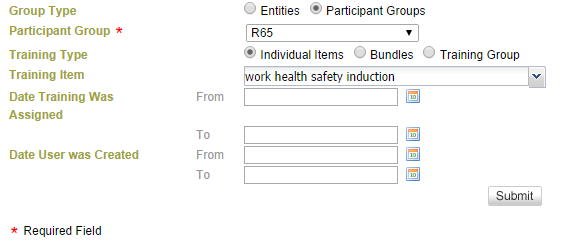 Group Type Entities Participant Groups
Participant Group * R65
Training Type Individual Items Bundles Training Group
Training Item work health safety induction
Date Training Was Assigned From
To
Date User was Created From
To
Submit
* Required Field